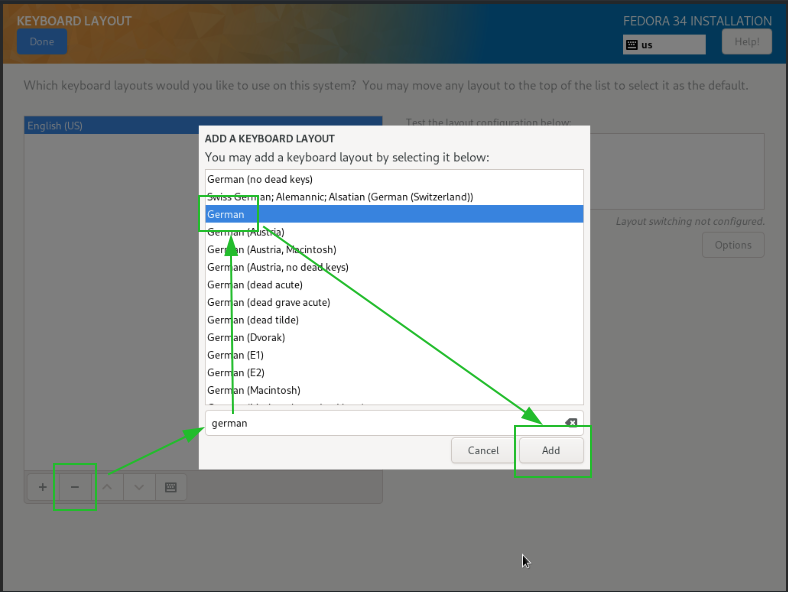 KEYBOARD LAYOUT
FEDORA 34 INSTALLATION
Done
us
Help!
Which keyboard layouts would you like to use on this system? You may move any layout to the top of the list to select it as the default.
English (US)
Test the layout configuration below:
ADD A KEYBOARD LAYOUT
You may add a keyboard layout by selecting it below:
German (no dead keys)
Swiss German; Alemannic; Alsatian (German (Switzerland))
German
German (Austria)
German (Austria, Macintosh)
German (Austria, no dead keys)
German (dead acute)
German (dead grave acute)
German (dead tilde)
German (Dvorak)
German (E1)
German (E2)
German (Macintosh)
Layout switching not configured.
Options
german
Cancel
Add